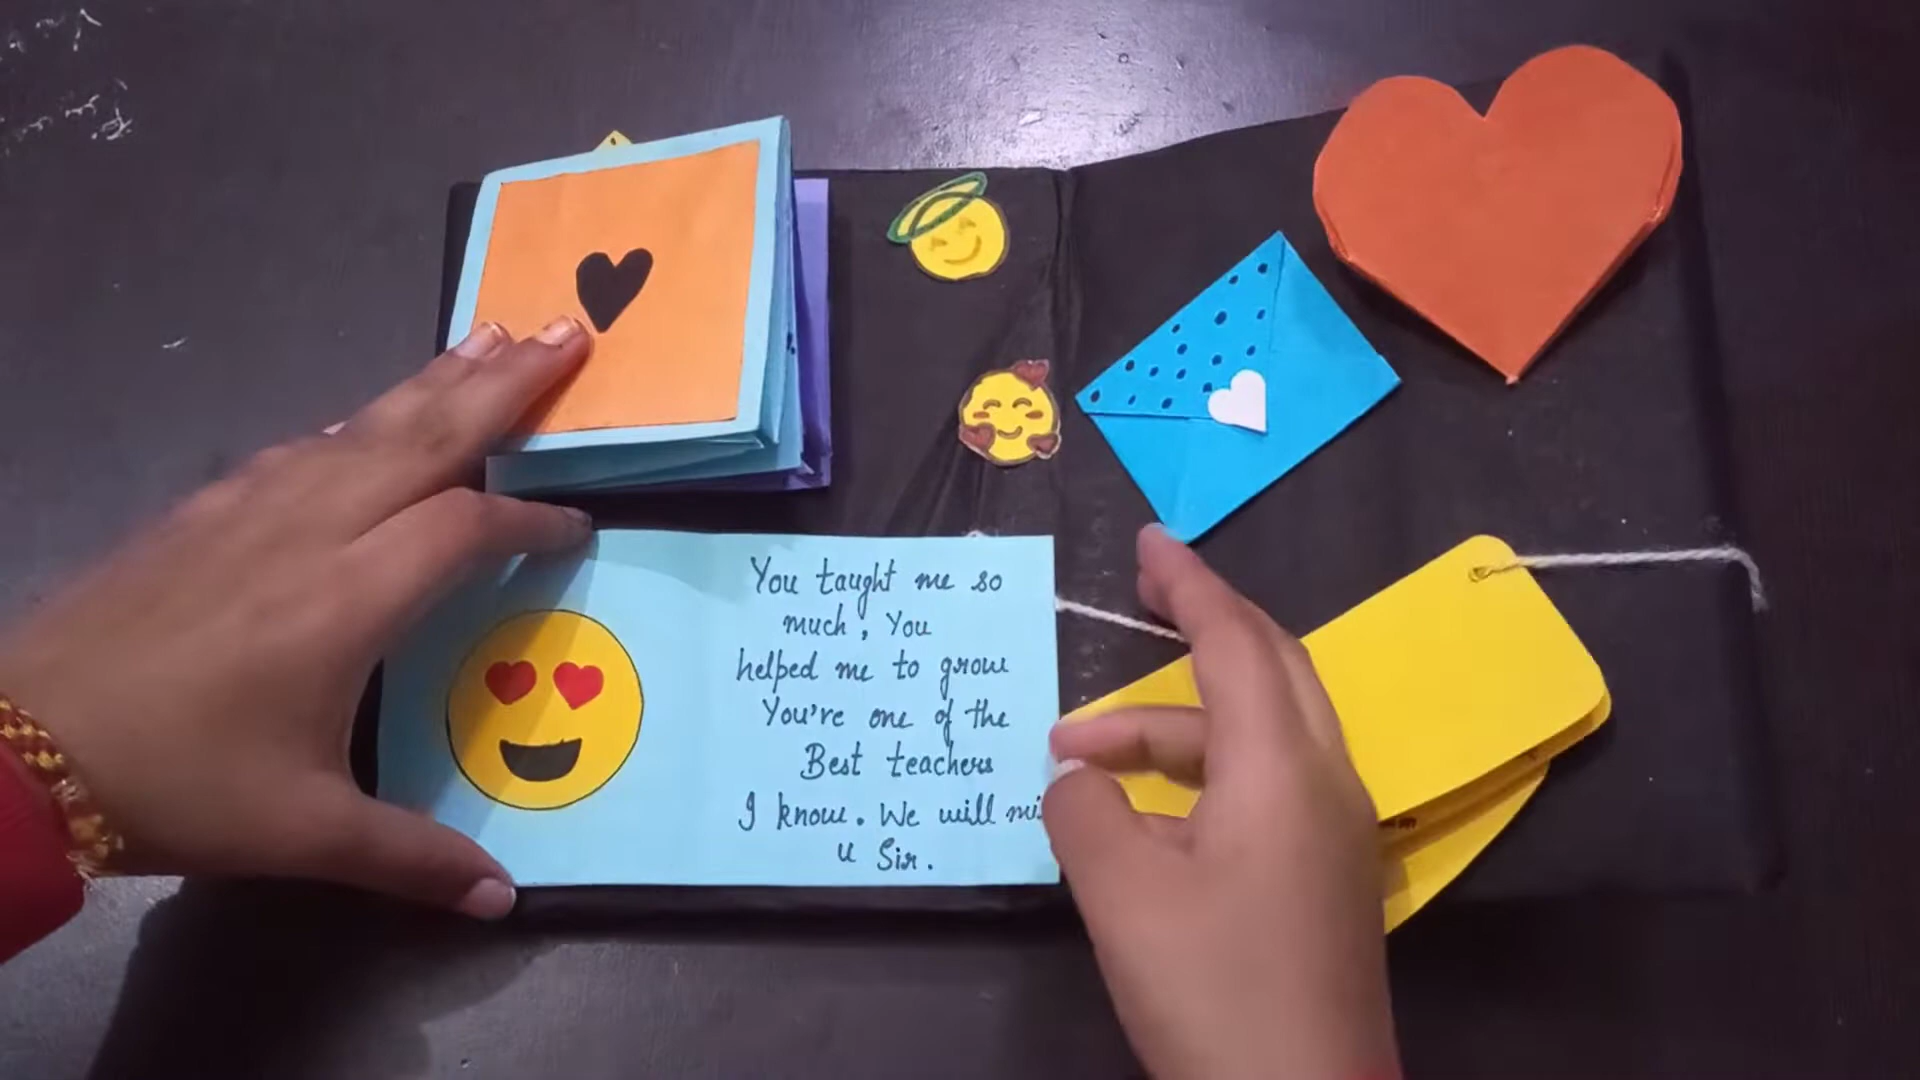 You taught me so
much, You
helped me to grow
You're one of the
Best teachers
I know. We will
u Sir.